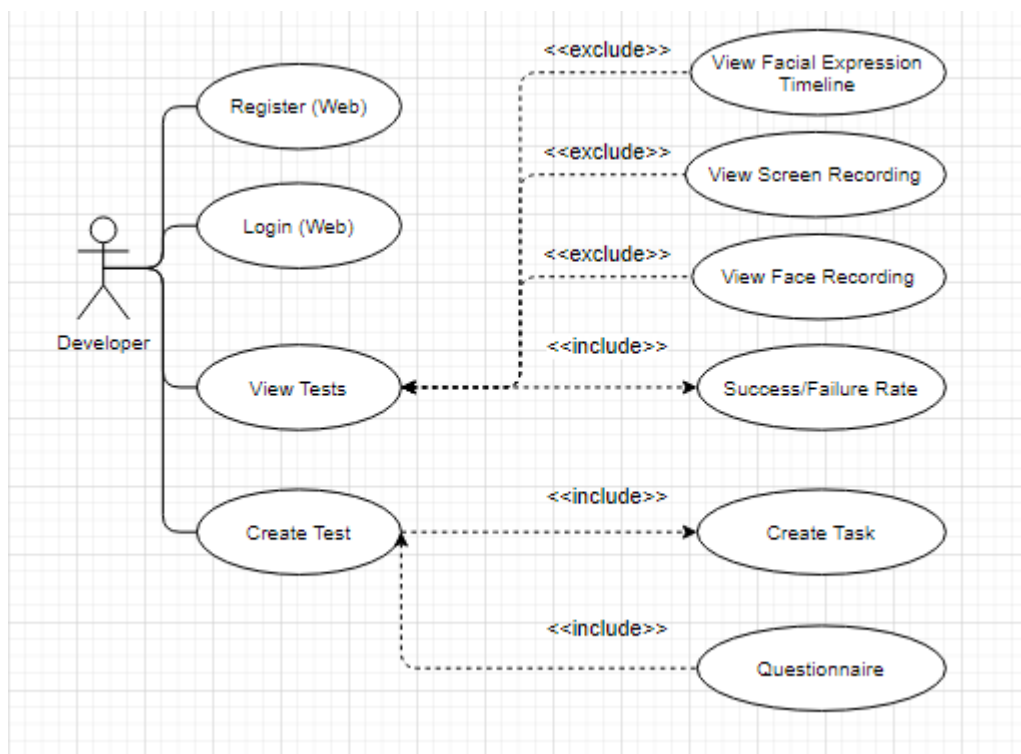 <<exclude>>
View Facial Expression
Timeline
Register (Web)
<<exclude>>
View Screen Recording
Login (Web)
<<exclude>>
View Face Recording
Developer
<<include>>
View Tests
Success/Failure Rate
<<include>>
Create Test
Create Task
<<include>>
Questionnaire